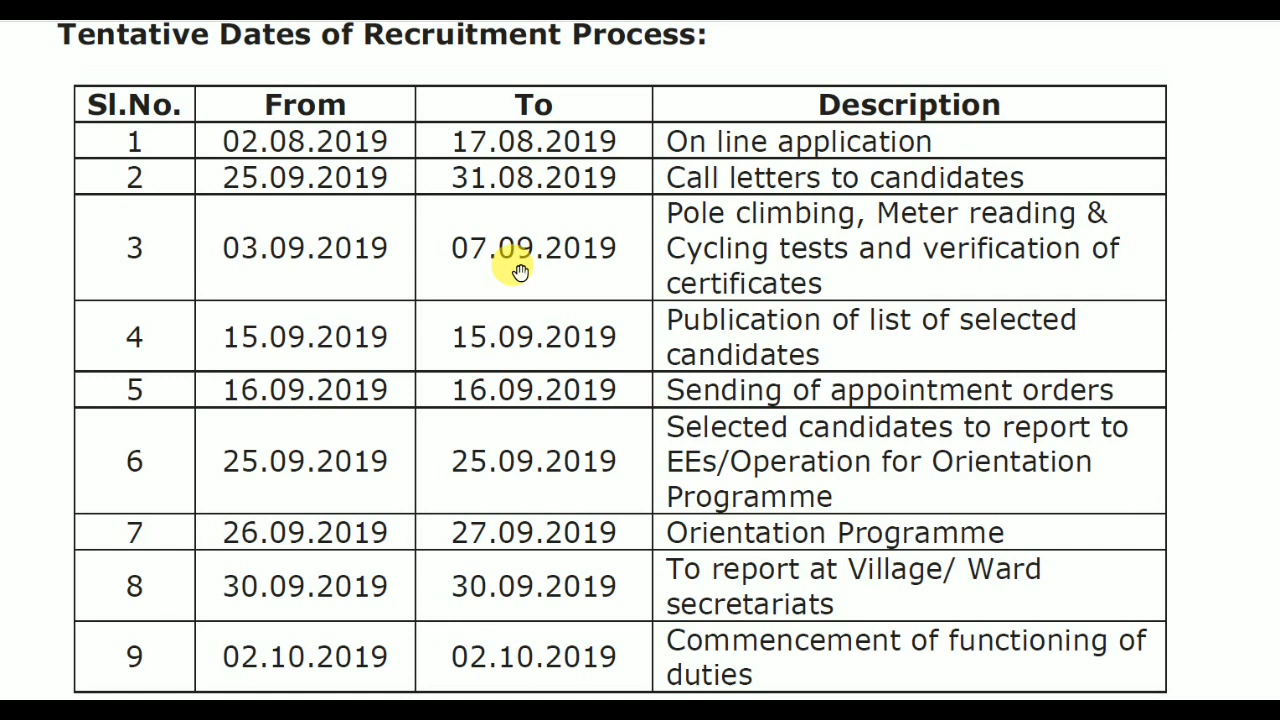 Tentative Dates of Recruitment Process:
Sl.No. From To Description
1 02.08.2019 17.08.2019 On line application
2 25.09.2019 31.08.2019 Call letters to candidates
Pole climbing, Meter reading &
3 03.09.2019 07.09.2019 Cycling tests and verification of
certificates
4 15.09.2019 15.09.2019 Publication of list of selected
candidates
5 16.09.2019 16.09.2019 Sending of appointment orders
Selected candidates to report to
6 25.09.2019 25.09.2019 EEs/Operation for Orientation
Programme
7 26.09.2019 27.09.2019 Orientation Programme
8 30.09.2019 30.09.2019 To report at Village/ Ward
secretariats
9 02.10.2019 02.10.2019 Commencement of functioning of
duties